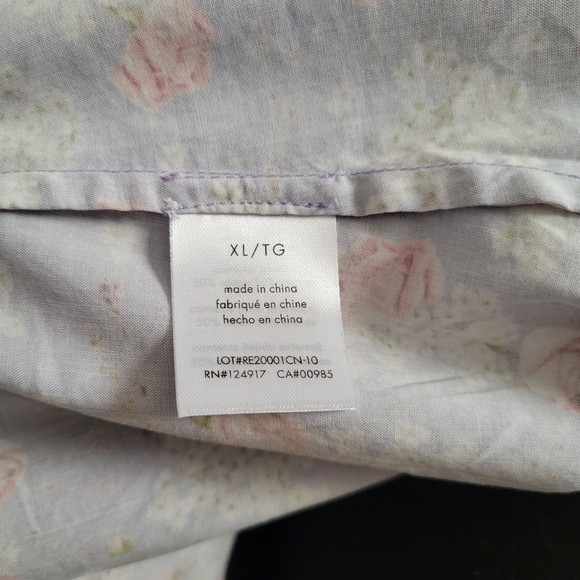 XL/TG
made in china
fabriqué en chine
hecho en china
LOT#RE20001CN-10
RN#124917 CA#00985